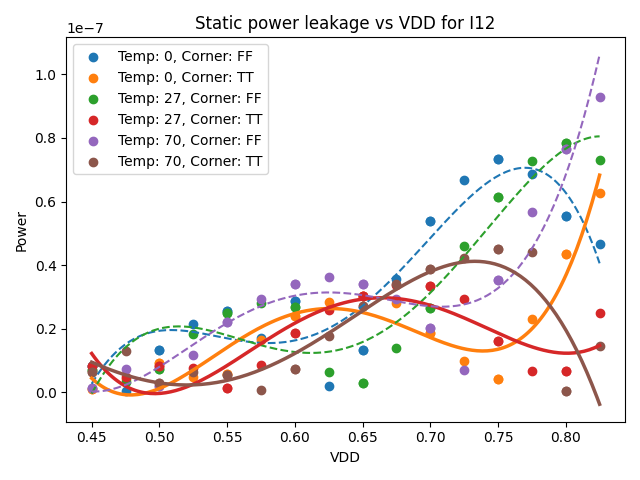 Static power leakage vs VDD for I12
1e−7
Temp: 0, Corner: FF
Temp: 0, Corner: TT
Temp: 27, Corner: FF
Temp: 27, Corner: TT
Temp: 70, Corner: FF
Temp: 70, Corner: TT
1.0
0.8
0.6
0.4
0.2
0.0
Power
0.45 0.50 0.55 0.60 0.65 0.70 0.75 0.80
VDD